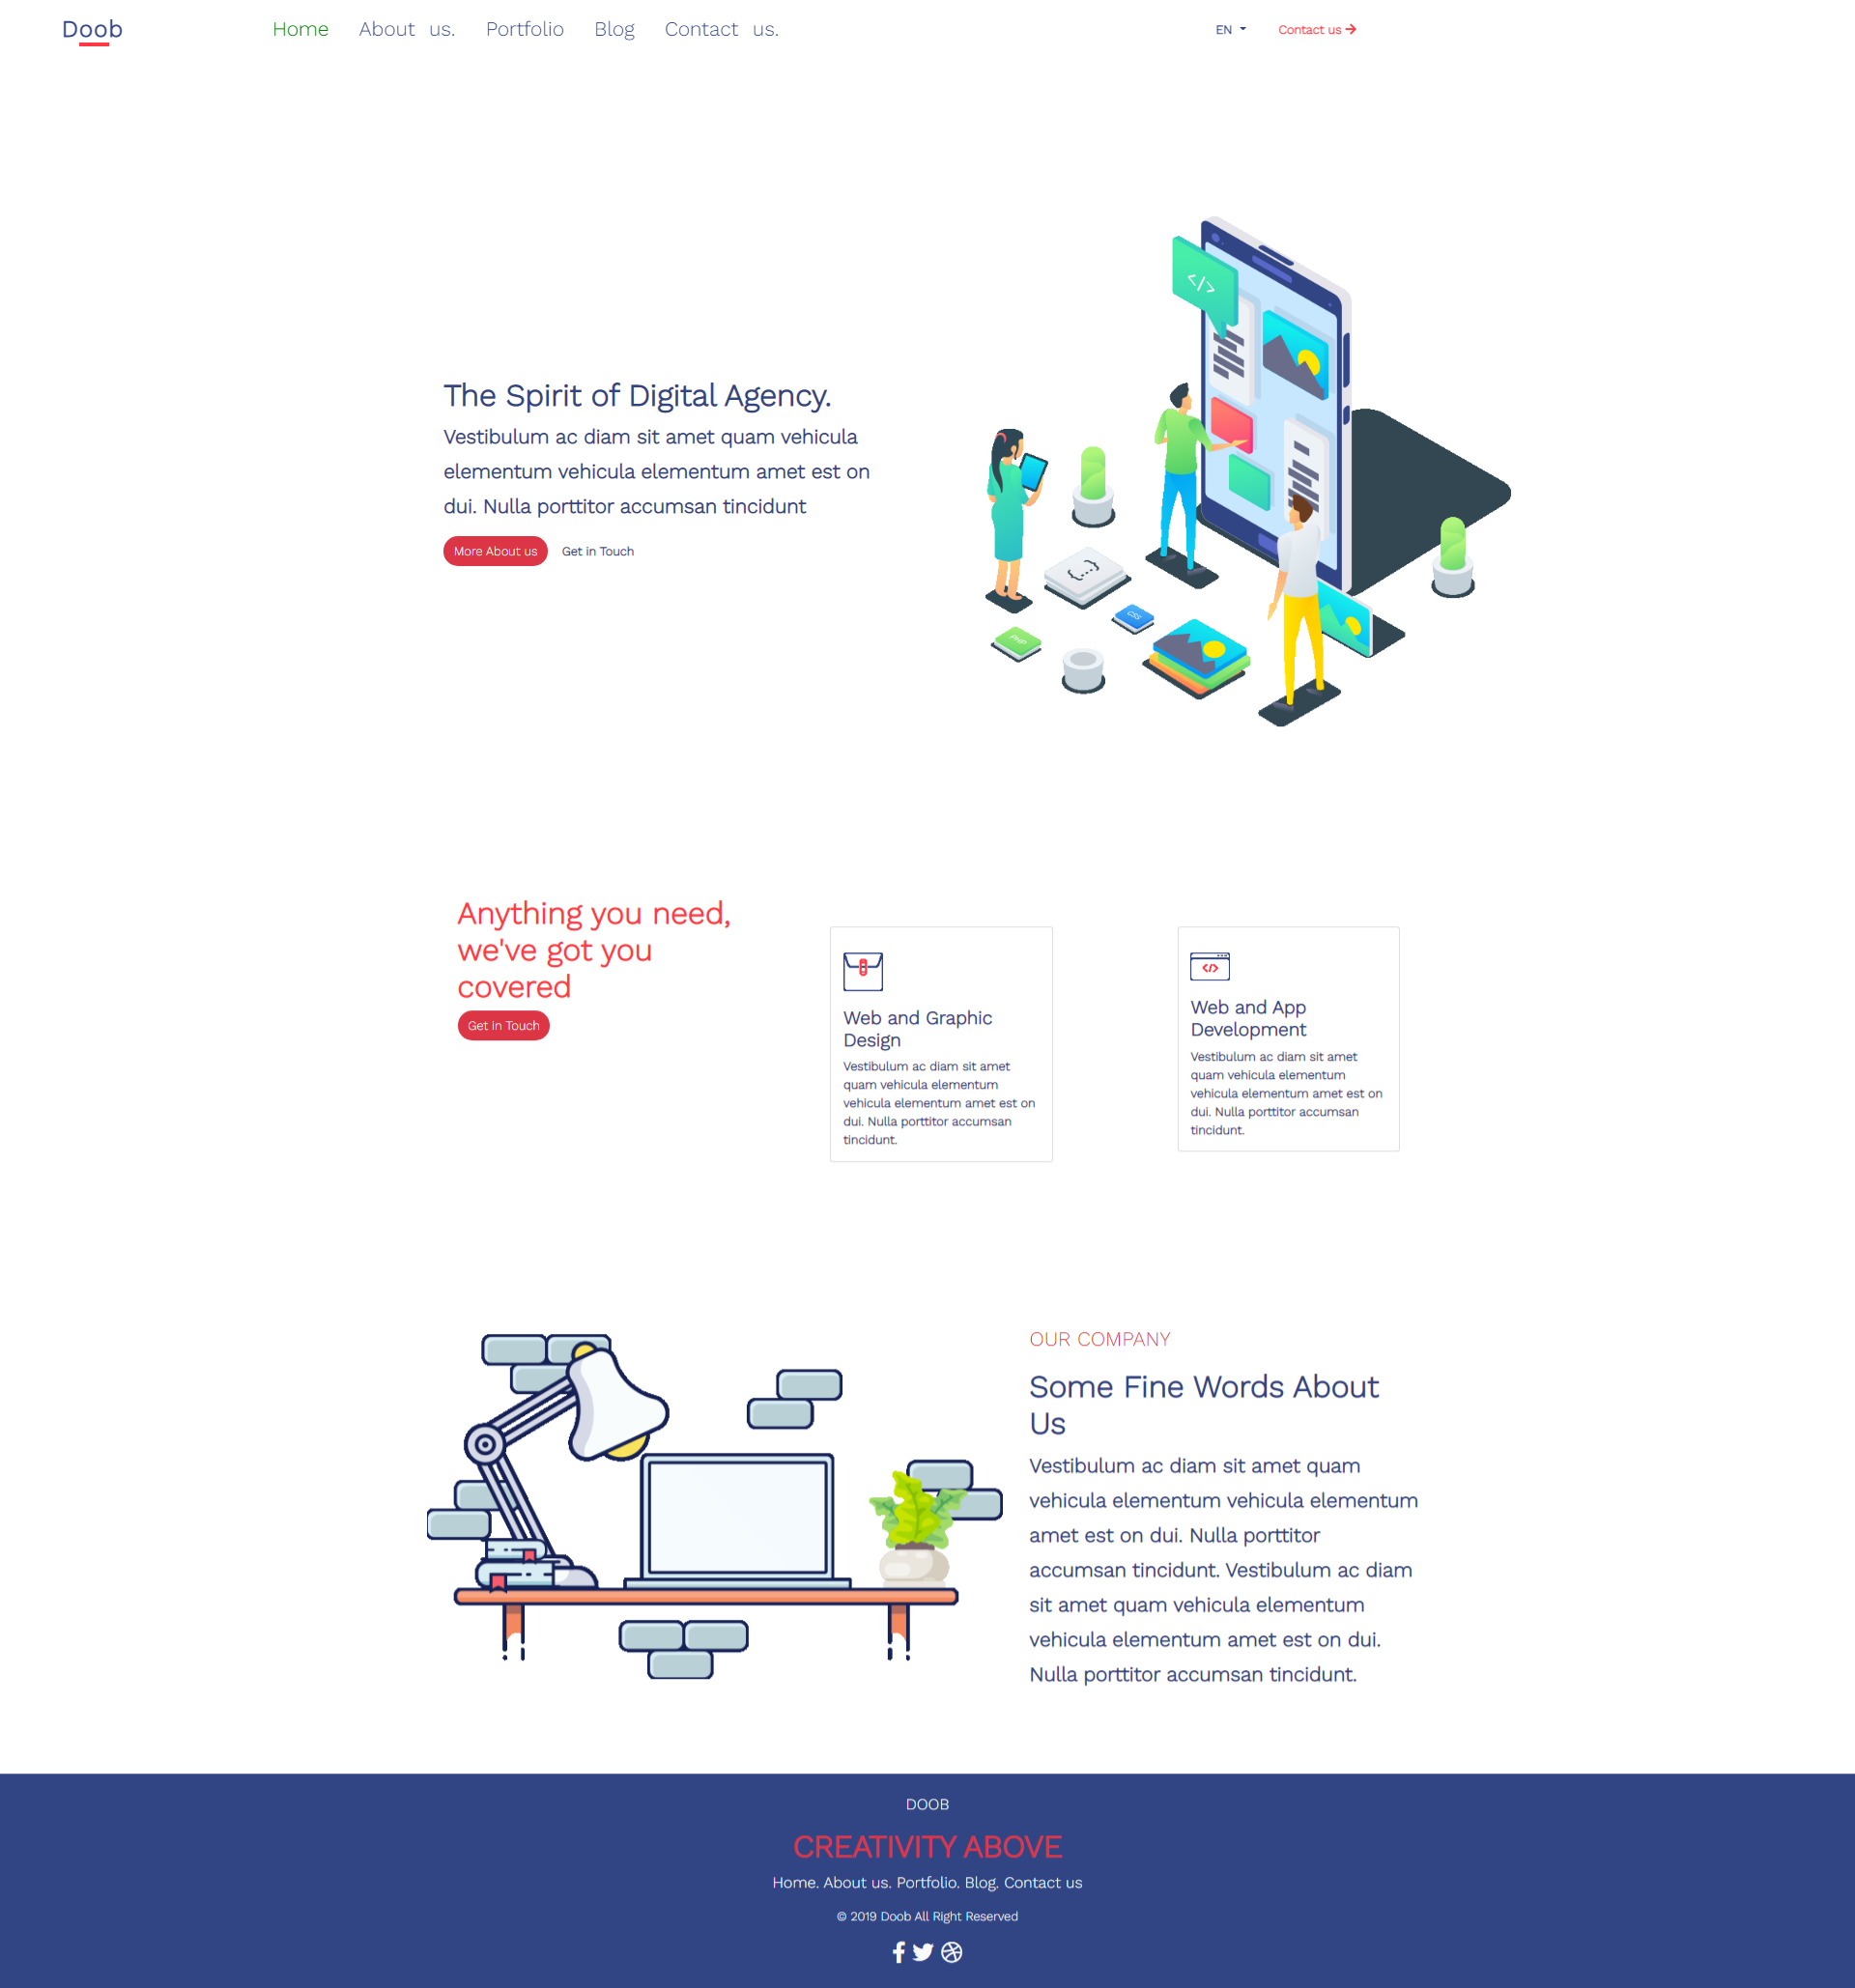 Doob
Home About us. Portfolio Blog Contact us.
EN
Contact us
</>
The Spirit of Digital Agency.
Vestibulum ac diam sit amet quam vehicula
elementum vehicula elementum amet est on
dui. Nulla porttitor accumsan tincidunt
More About us Get in Touch
{...}
CSS
PHP
Anything you need,
we've got you
covered
Get in Touch
Web and Graphic
Design
Vestibulum ac diam sit amet
quam vehicula elementum
vehicula elementum amet est on
dui. Nulla porttitor accumsan
tincidunt.
</>
Web and App
Development
Vestibulum ac diam sit amet
quam vehicula elementum
vehicula elementum amet est on
dui. Nulla porttitor accumsan
tincidunt.
OUR COMPANY
Some Fine Words About
Us
Vestibulum ac diam sit amet quam
vehicula elementum vehicula elementum
amet est on dui. Nulla porttitor
accumsan tincidunt. Vestibulum ac diam
sit amet quam vehicula elementum
vehicula elementum amet est on dui.
Nulla porttitor accumsan tincidunt.
DOOB
CREATIVITY ABOVE
Home. About us. Portfolio. Blog. Contact us
© 2019 Doob All Right Reserved